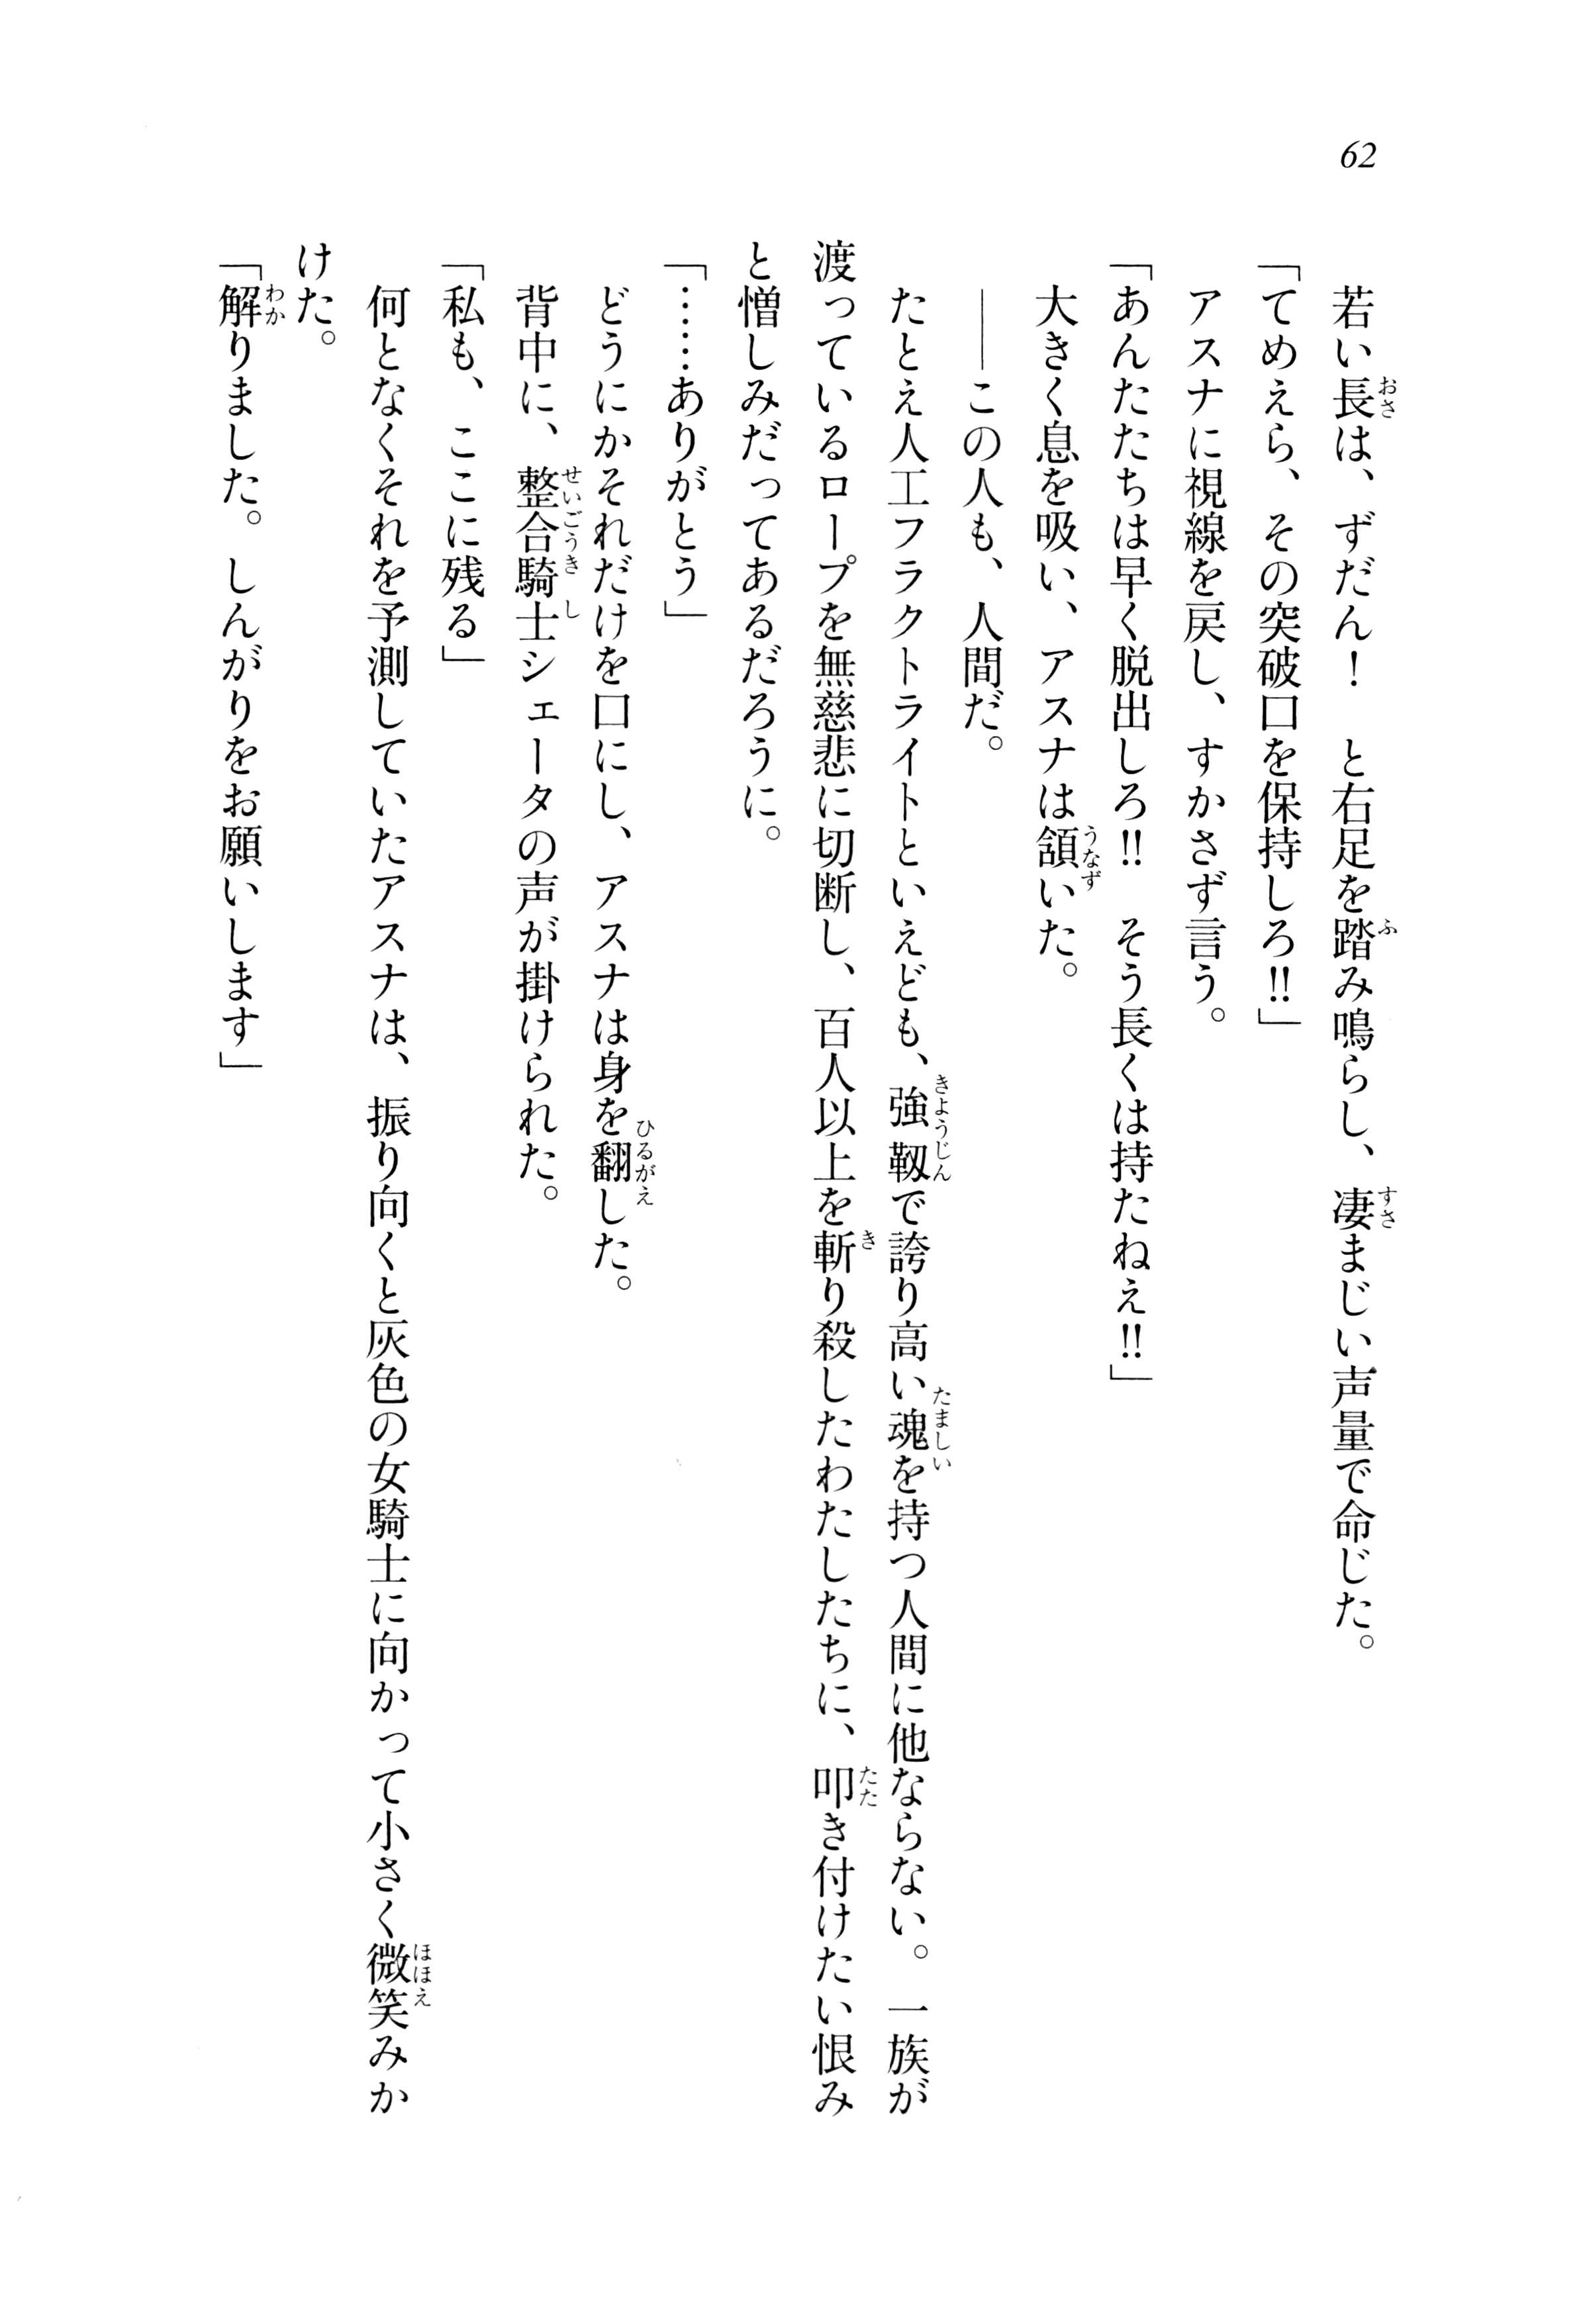 62
若い長は、ずだん！　と右足を踏み鳴らし、凄まじい声量で命じた。
「てめえら、その突破口を保持しろ!!」
アスナに視線を戻し、すかさず言う。
「あんたたちは早く脱出しろ!!　そう長くは持たねぇ!!」
大きく息を吸い、アスナは頷いた。
――この人も、人間だ。
たとえ人工フラクトライトといえども、強靱で誇り高い魂を持つ人間に他ならない。一族が
渡っているロープを無慈悲に切断し、百人以上を斬り殺したわたしたちに、叩き付けたい恨み
と憎しみだってあるだろうに。
「……ありがとう」
どうにかそれだけを口にし、アスナは身を翻した。
背中に、整合騎士シェータの声が掛けられた。
「私も、ここに残る」
何となくそれを予測していたアスナは、振り向くと灰色の女騎士に向かって小さく微笑みか
けた。
「解りました。しんがりをお願いします」